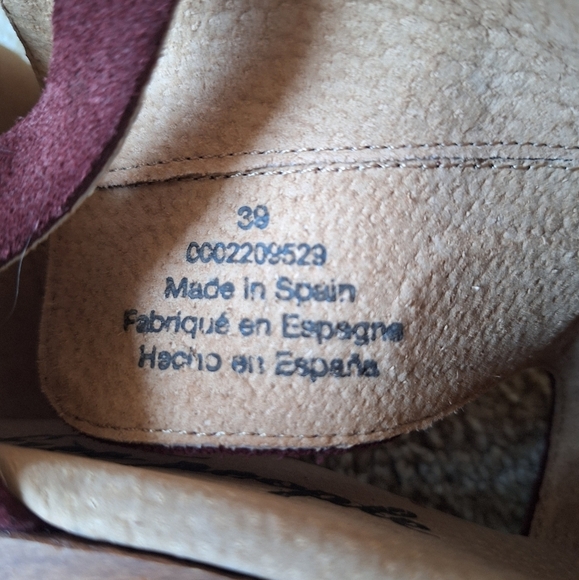 39
0002209529
Made in Spain
Fabriqué en Espagne
Hecho en España